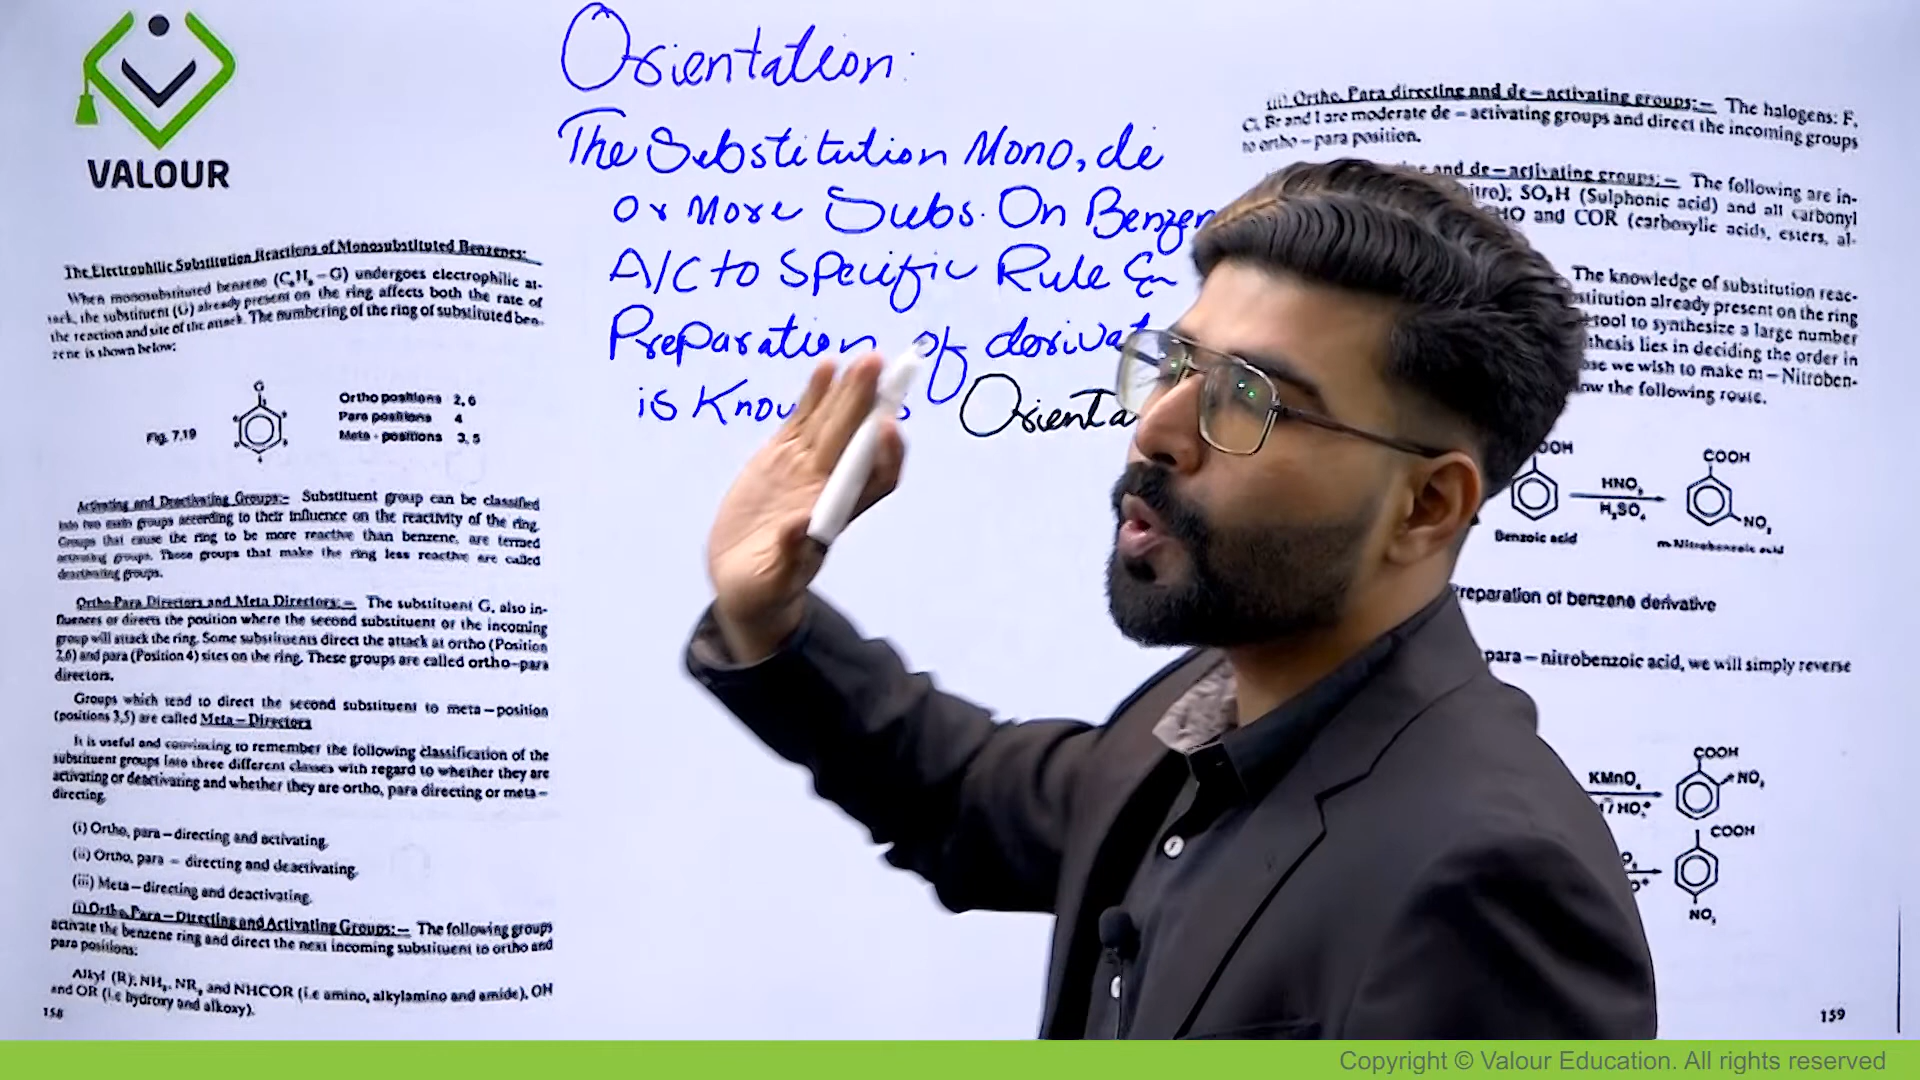 VALOUR
Orientation:
The Substitution Mono, de
or More Subs. On Benzen
A/C to Specific Rule &
Preparation of derivat
is Know
Orienta
The Electrophilic Substitution Reactions of Monosubstituted Benzenes:
When monosubstituted benzene (C₆H₅ – G) undergoes electrophilic at-
tack, the substituent (G) already present on the ring affects both the rate of
the reaction and site of the attack. The numbering of the ring of substituted ben-
zene is shown below:
G
Ortho positions 2, 6
Para positions 4
Meta - positions 3, 5
Fig. 7.19
Activating and Deactivating Groups:– Substituent group can be classified
into two main groups according to their influence on the reactivity of the ring.
Groups that cause the ring to be more reactive than benzene, are termed
activating groups. Those groups that make the ring less reactive are called
deactivating groups.
Ortho-Para Directors and Meta Directors: – The substituent G, also in-
fluences or directs the position where the second substituent or the incoming
group will attack the ring. Some substituents direct the attack at ortho (Position
2,6) and para (Position 4) sites on the ring. These groups are called ortho–para
directors.
Groups which tend to direct the second substituent to meta – position
(positions 3,5) are called Meta – Directors
It is useful and convincing to remember the following classification of the
substituent groups into three different classes with regard to whether they are
activating or deactivating and whether they are ortho, para directing or meta –
directing.
(i) Ortho, para – directing and activating.
(ii) Ortho, para – directing and deactivating.
(iii) Meta – directing and deactivating.
(i) Ortho, Para – Directing and Activating Groups: – The following groups
activate the benzene ring and direct the next incoming substituent to ortho and
para positions:
Alkyl (R), NH₂, NR₂ and NHCOR (i.e amino, alkylamino and amide), OH
and OR (i.e hydroxy and alkoxy).
158
(ii) Ortho, Para directing and de – activating groups: – The halogens: F,
Cl, Br and I are moderate de – activating groups and direct the incoming groups
to ortho – para position.
and de – activating groups: – The following are in-
itro), SO₃H (Sulphonic acid) and all carbonyl
HO and COR (carboxylic acids, esters, al-
The knowledge of substitution reac-
stitution already present on the ring
tool to synthesize a large number
thesis lies in deciding the order in
ose we wish to make m – Nitroben-
ow the following route.
OOH
HNO₃
H₂SO₄
COOH
NO₂
Benzoic acid
m-Nitrobenzoic acid
reparation of benzene derivative
para – nitrobenzoic acid, we will simply reverse
KMnO₄
COOH
NO₂
COOH
NO₂
159
Copyright © Valour Education. All rights reserved